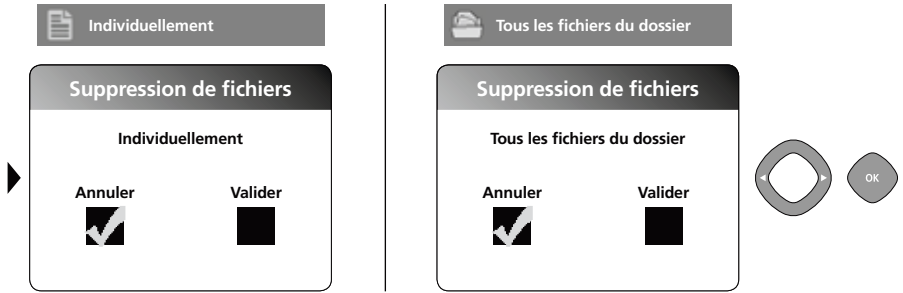 Individuellement
Suppression de fichiers
Individuellement
Annuler Valider
Tous les fichiers du dossier
Suppression de fichiers
Tous les fichiers du dossier
Annuler Valider
OK